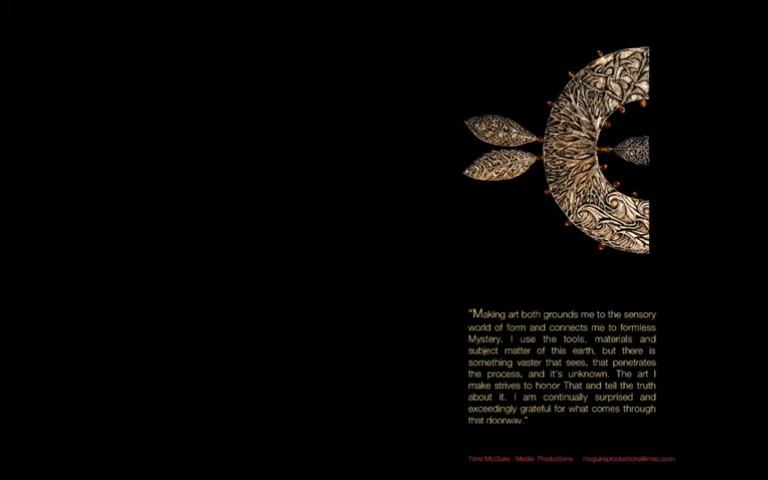 "Making art both grounds me to the sensory
world of form and connects me to formless
Mystery. I use the tools, materials and
subject matter of this earth, but there is
something vaster that sees, that penetrates
the process, and it's unknown. The art I
make strives to honor That and tell the truth
about it. I am continually surprised and
exceedingly grateful for what comes through
that doorway."
McGuire Media Productions mcguireproductions@mac.com